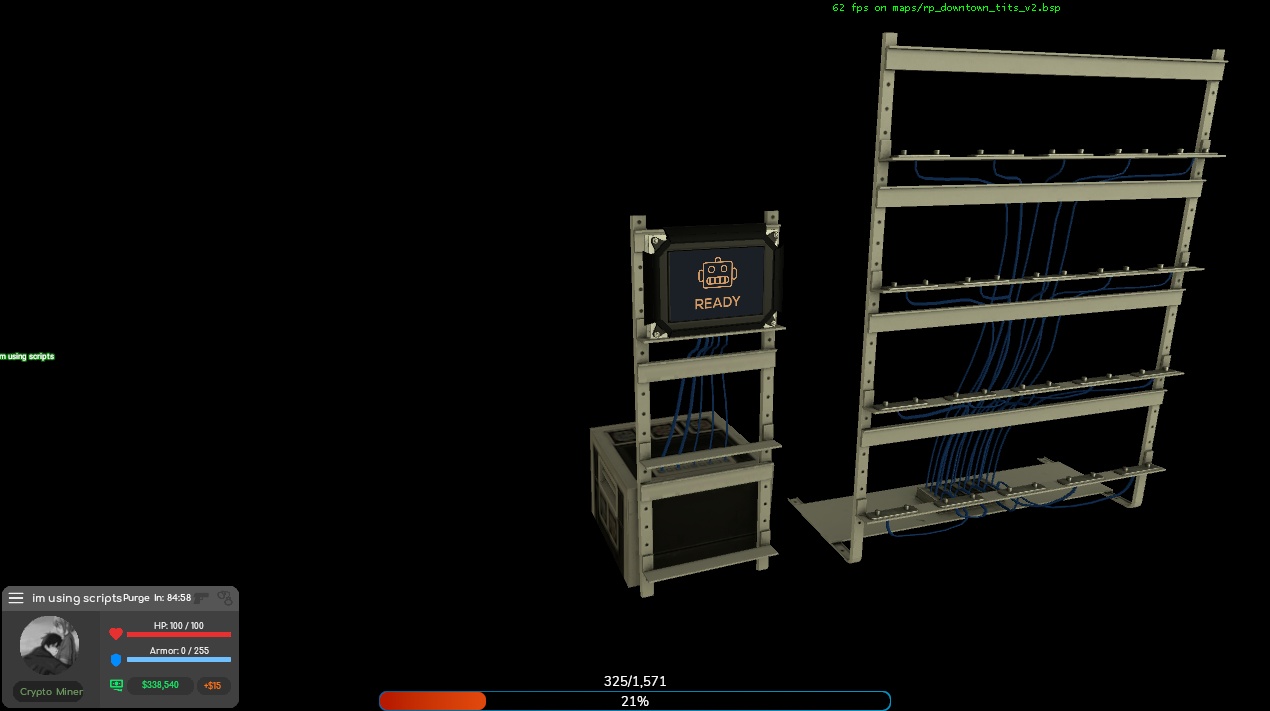 62 fps on maps/rp_downtown_tits_v2.bsp
READY
m using scripts
im using scripts Purge In: 84:58
HP: 100 / 100
Armor: 0 / 255
Crypto Miner
$338,540
+$15
325/1,571
21%